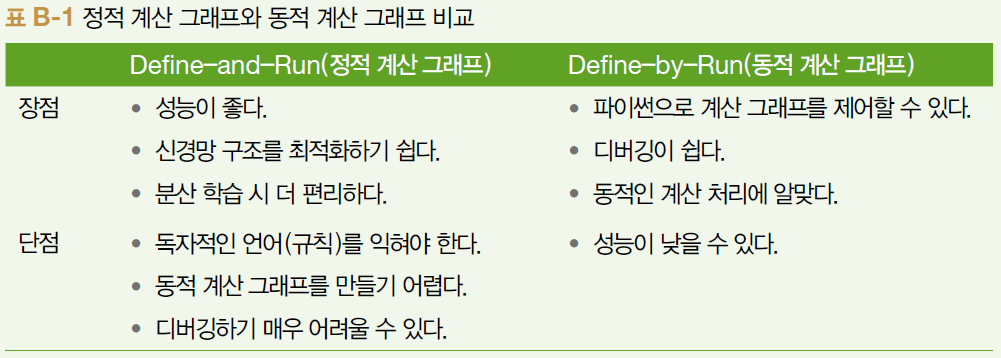 표 B-1 정적 계산 그래프와 동적 계산 그래프 비교
Define-and-Run(정적 계산 그래프) Define-by-Run(동적 계산 그래프)
장점 • 성능이 좋다. • 파이썬으로 계산 그래프를 제어할 수 있다.
• 신경망 구조를 최적화하기 쉽다. • 디버깅이 쉽다.
• 분산 학습 시 더 편리하다. • 동적인 계산 처리에 알맞다.
단점 • 독자적인 언어(규칙)를 익혀야 한다. • 성능이 낮을 수 있다.
• 동적 계산 그래프를 만들기 어렵다.
• 디버깅하기 매우 어려울 수 있다.